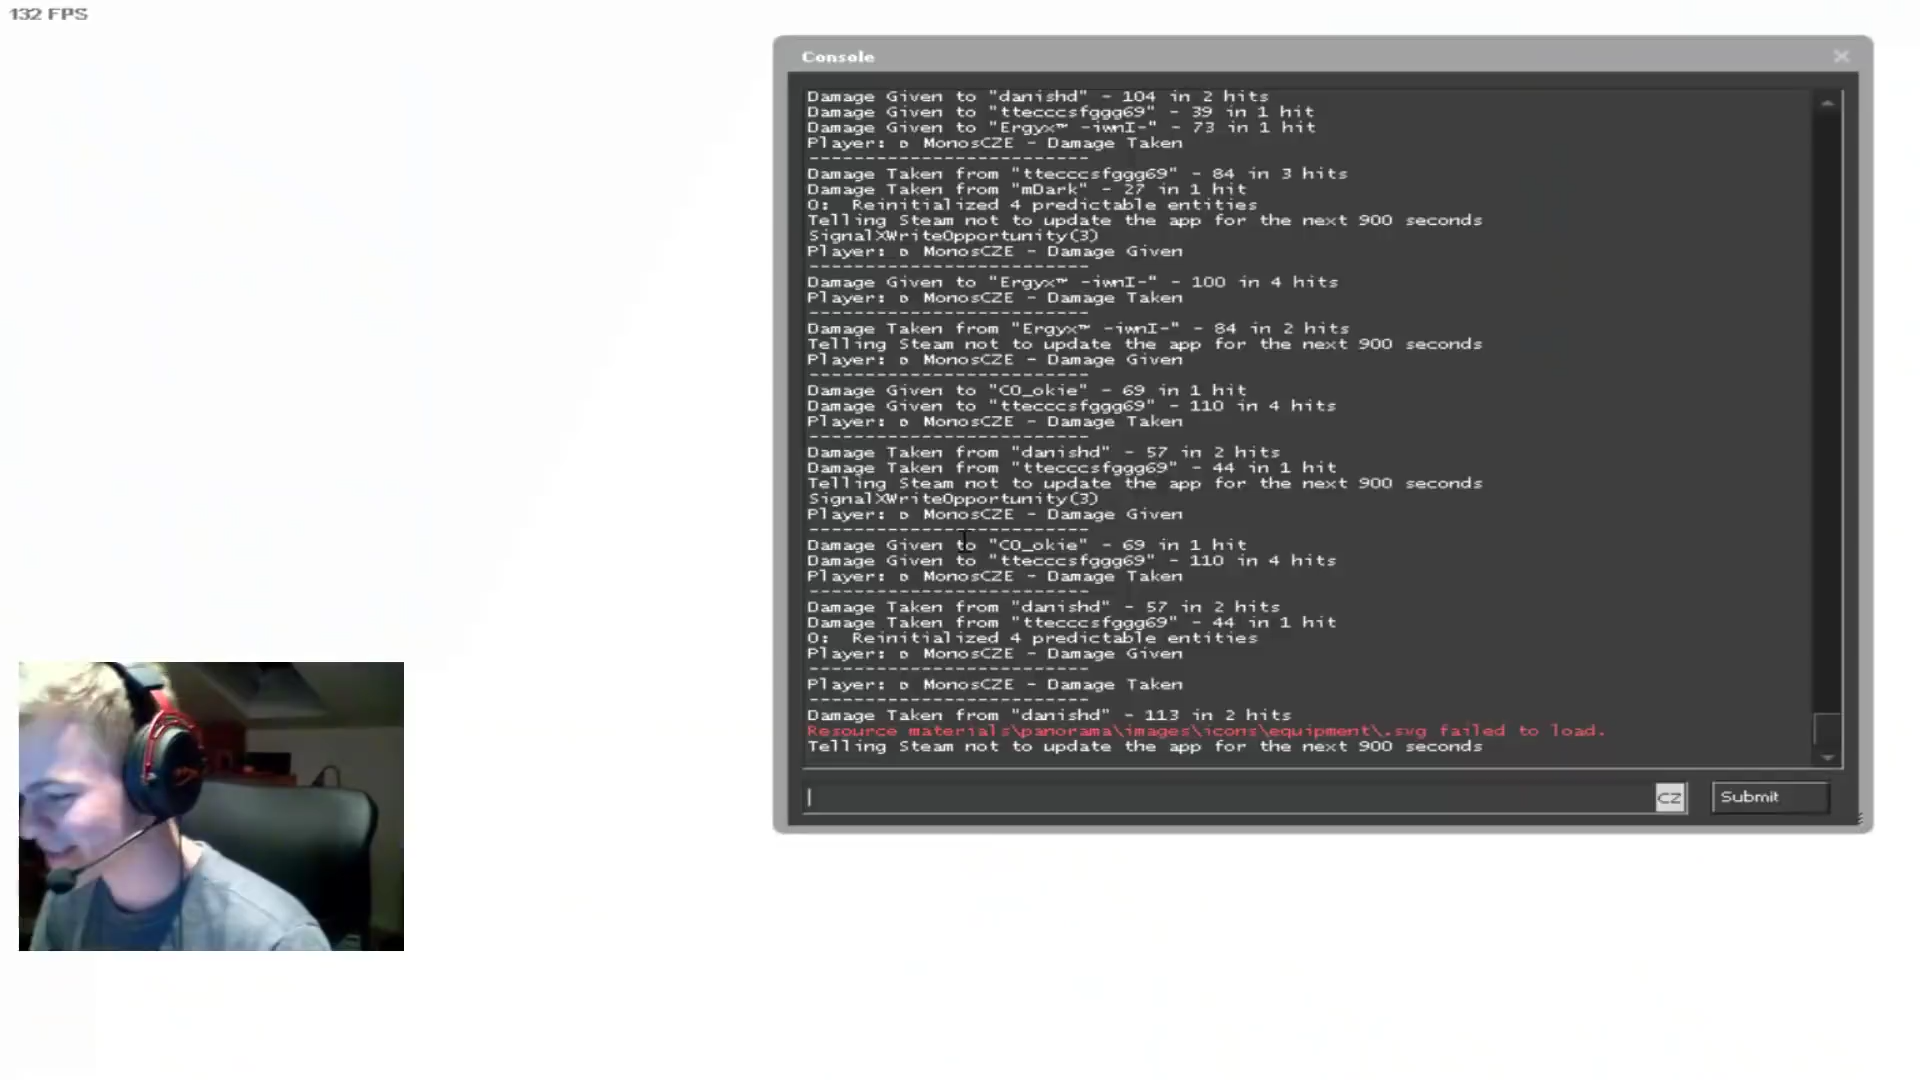 132 FPS
Console
Damage Given to "danishd" - 104 in 2 hits
Damage Given to "ttecccsfggg69" - 39 in 1 hit
Damage Given to "Ergyx™ -iwnI-" - 73 in 1 hit
Player: ם MonosCZE - Damage Taken
-------------------------
Damage Taken from "ttecccsfggg69" - 84 in 3 hits
Damage Taken from "mDark" - 27 in 1 hit
0:  Reinitialized 4 predictable entities
Telling Steam not to update the app for the next 900 seconds
SignalXWriteOpportunity(3)
Player: ם MonosCZE - Damage Given
-------------------------
Damage Given to "Ergyx™ -iwnI-" - 100 in 4 hits
Player: ם MonosCZE - Damage Taken
-------------------------
Damage Taken from "Ergyx™ -iwnI-" - 84 in 2 hits
Telling Steam not to update the app for the next 900 seconds
Player: ם MonosCZE - Damage Given
-------------------------
Damage Given to "CO_okie" - 69 in 1 hit
Damage Given to "ttecccsfggg69" - 110 in 4 hits
Player: ם MonosCZE - Damage Taken
-------------------------
Damage Taken from "danishd" - 57 in 2 hits
Damage Taken from "ttecccsfggg69" - 44 in 1 hit
Telling Steam not to update the app for the next 900 seconds
SignalXWriteOpportunity(3)
Player: ם MonosCZE - Damage Given
-------------------------
Damage Given to "CO_okie" - 69 in 1 hit
Damage Given to "ttecccsfggg69" - 110 in 4 hits
Player: ם MonosCZE - Damage Taken
-------------------------
Damage Taken from "danishd" - 57 in 2 hits
Damage Taken from "ttecccsfggg69" - 44 in 1 hit
0:  Reinitialized 4 predictable entities
Player: ם MonosCZE - Damage Given
-------------------------
Player: ם MonosCZE - Damage Taken
-------------------------
Damage Taken from "danishd" - 113 in 2 hits
Resource materials\panorama\images\icons\equipment\.svg failed to load.
Telling Steam not to update the app for the next 900 seconds
CZ
Submit